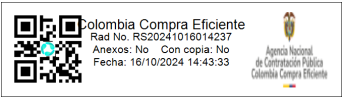 Colombia Compra Eficiente
Rad No. RS20241016014237
Anexos: No Con copia: No
Fecha: 16/10/2024 14:43:33
Agencia Nacional
de Contratación Pública
Colombia Compra Eficiente